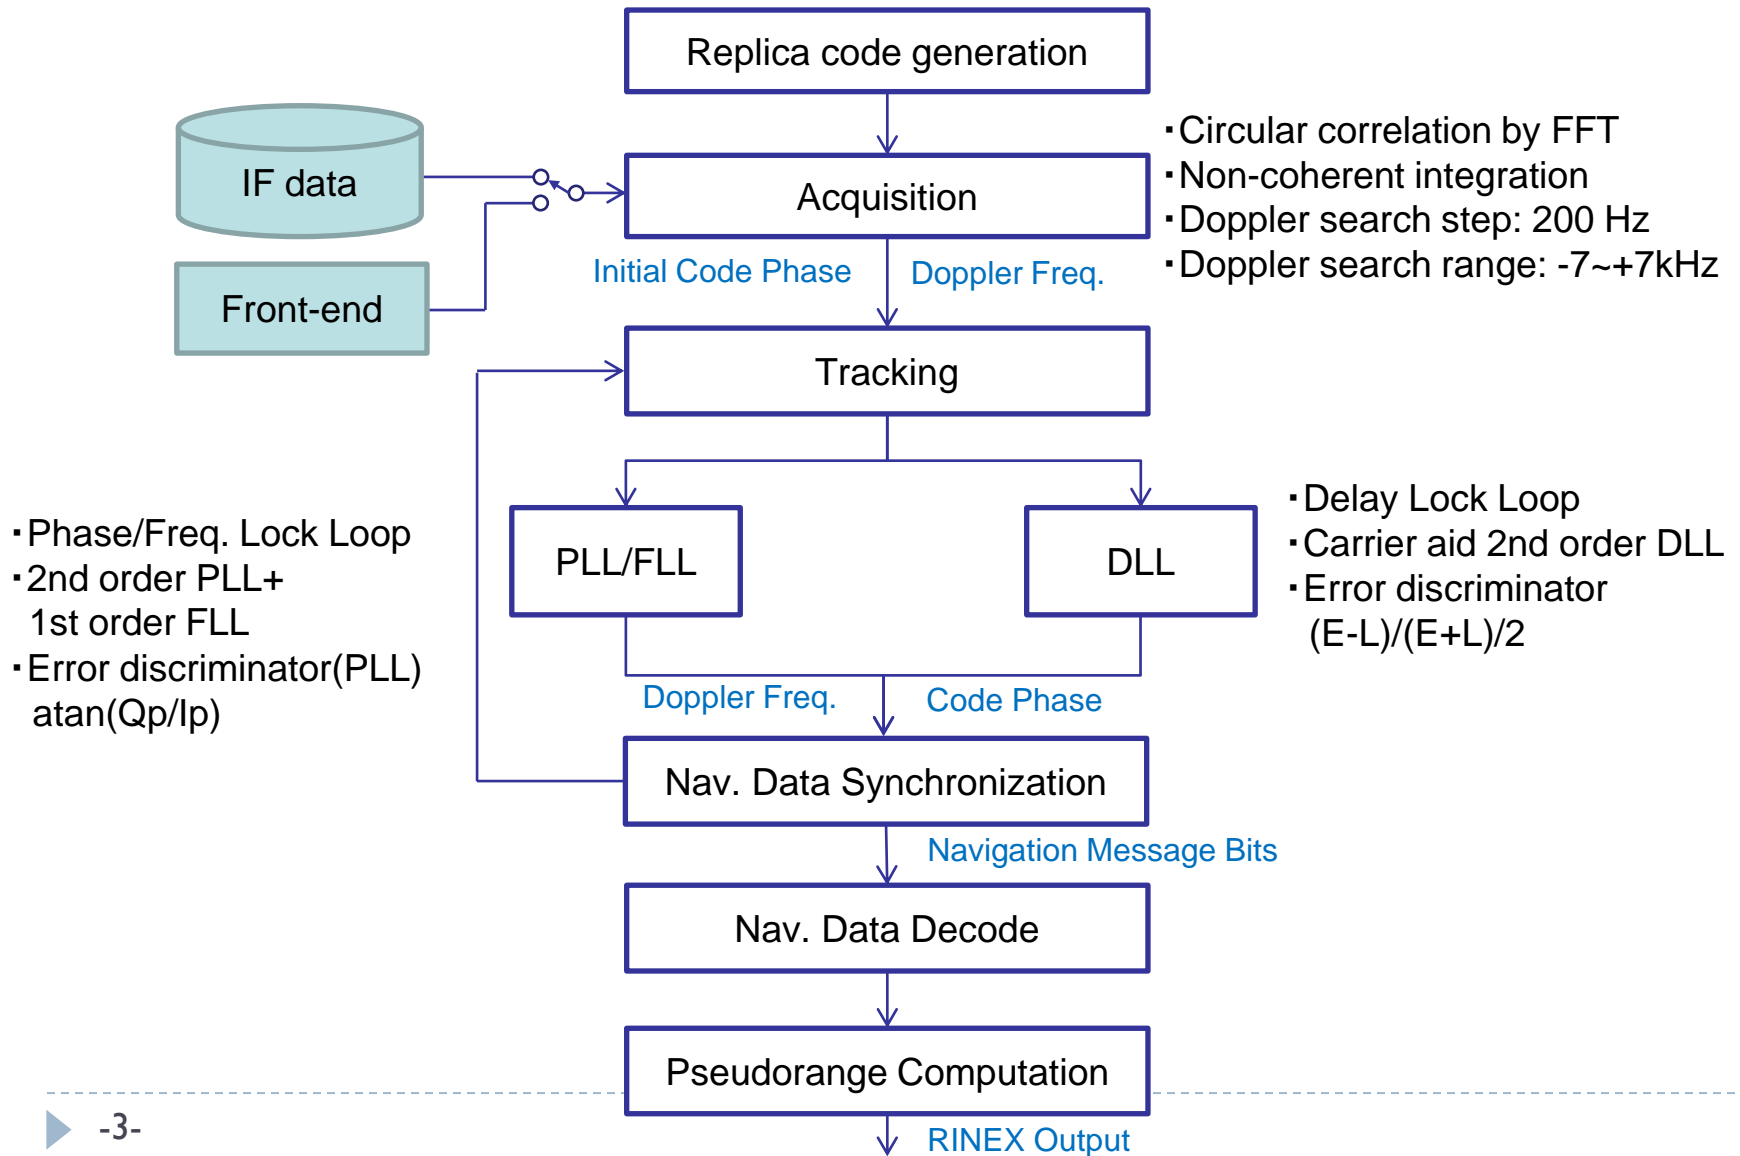 Replica code generation
IF data
Acquisition
・Circular correlation by FFT
・Non-coherent integration
・Doppler search step: 200 Hz
・Doppler search range: -7~+7kHz
Initial Code Phase
Doppler Freq.
Front-end
Tracking
・Phase/Freq. Lock Loop
・2nd order PLL+
1st order FLL
・Error discriminator(PLL)
atan(Qp/Ip)
PLL/FLL
DLL
・Delay Lock Loop
・Carrier aid 2nd order DLL
・Error discriminator
(E-L)/(E+L)/2
Doppler Freq.
Code Phase
Nav. Data Synchronization
Navigation Message Bits
Nav. Data Decode
Pseudorange Computation
-3-
RINEX Output